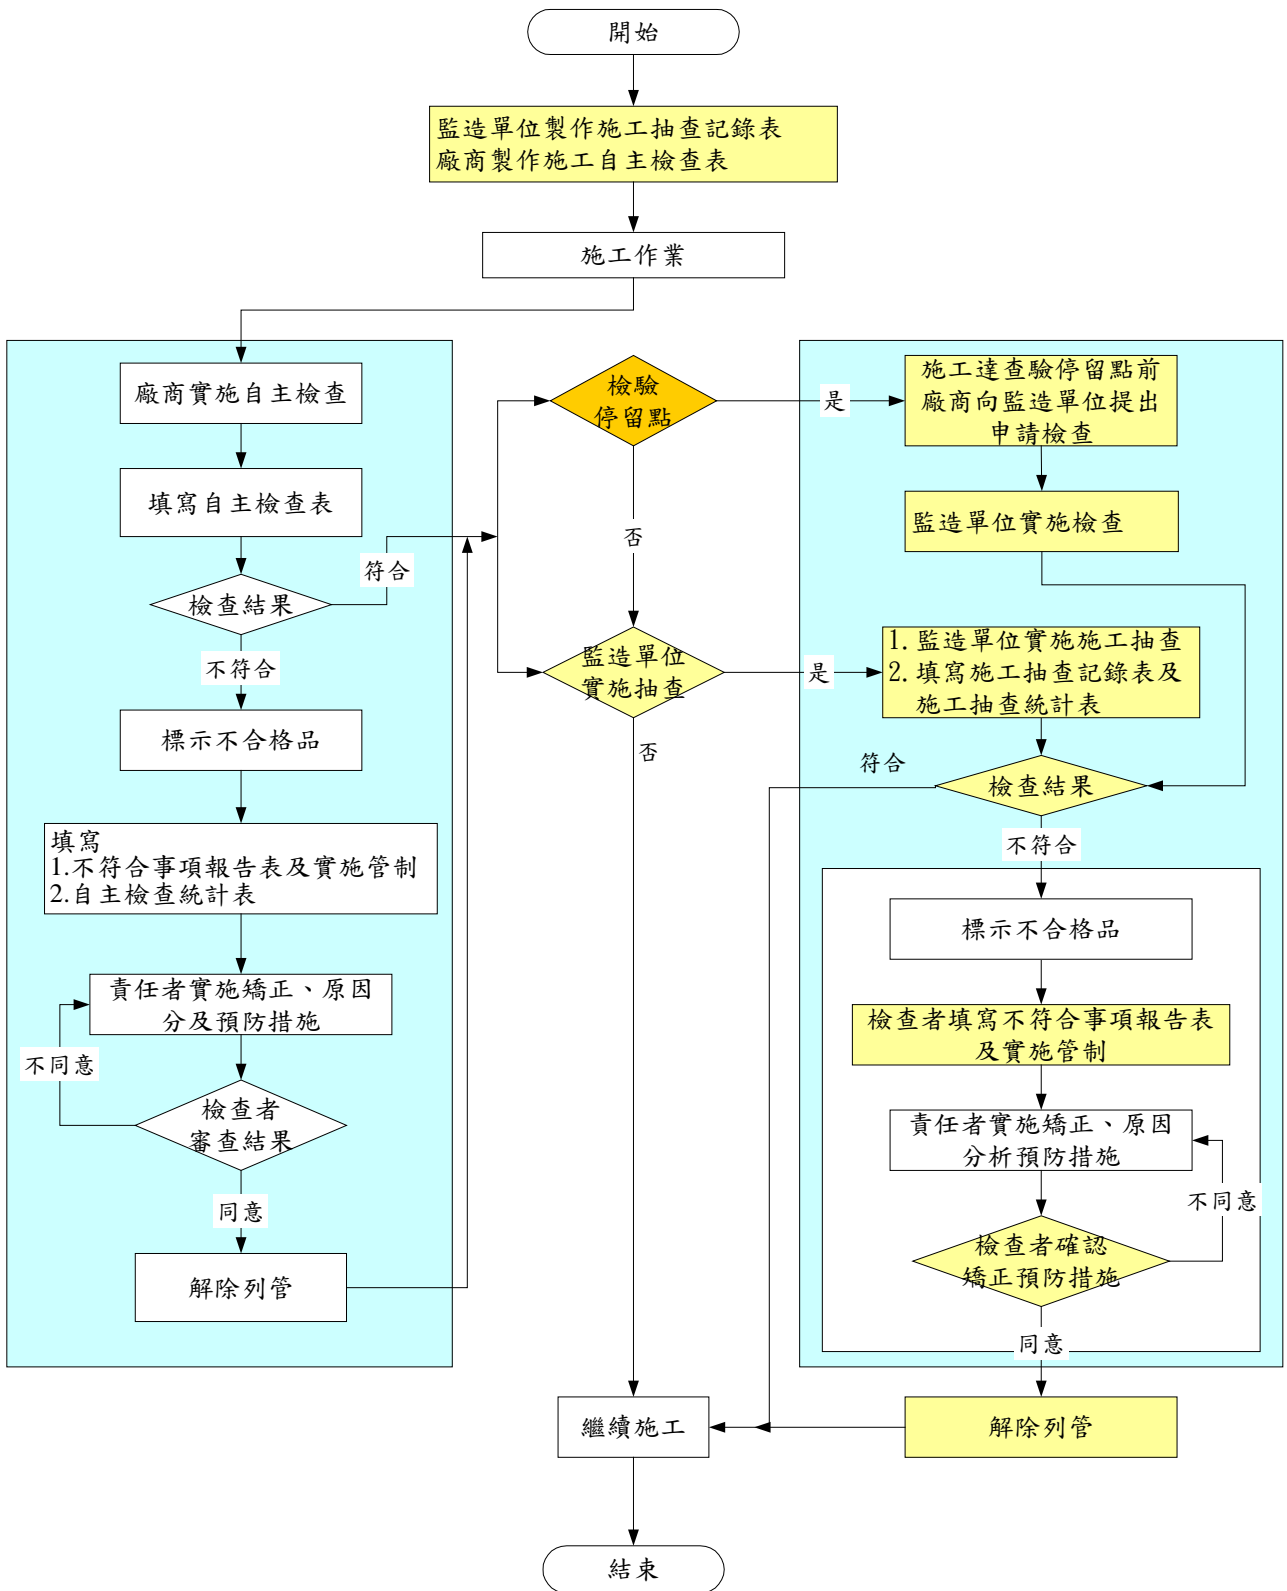 開始
監造單位製作施工抽查記錄表
廠商製作施工自主檢查表
施工作業
廠商實施自主檢查
填寫自主檢查表
符合
檢查結果
不符合
標示不合格品
填寫
1.不符合事項報告表及實施管制
2.自主檢查統計表
責任者實施矯正、原因
分及預防措施
不同意
檢查者
審查結果
同意
解除列管
檢驗
停留點
是
否
監造單位
實施抽查
是
否
施工達查驗停留點前
廠商向監造單位提出
申請檢查
監造單位實施檢查
1. 監造單位實施施工抽查
2. 填寫施工抽查記錄表及
施工抽查統計表
符合
檢查結果
不符合
標示不合格品
檢查者填寫不符合事項報告表
及實施管制
責任者實施矯正、原因
分析預防措施
不同意
檢查者確認
矯正預防措施
同意
解除列管
繼續施工
結束